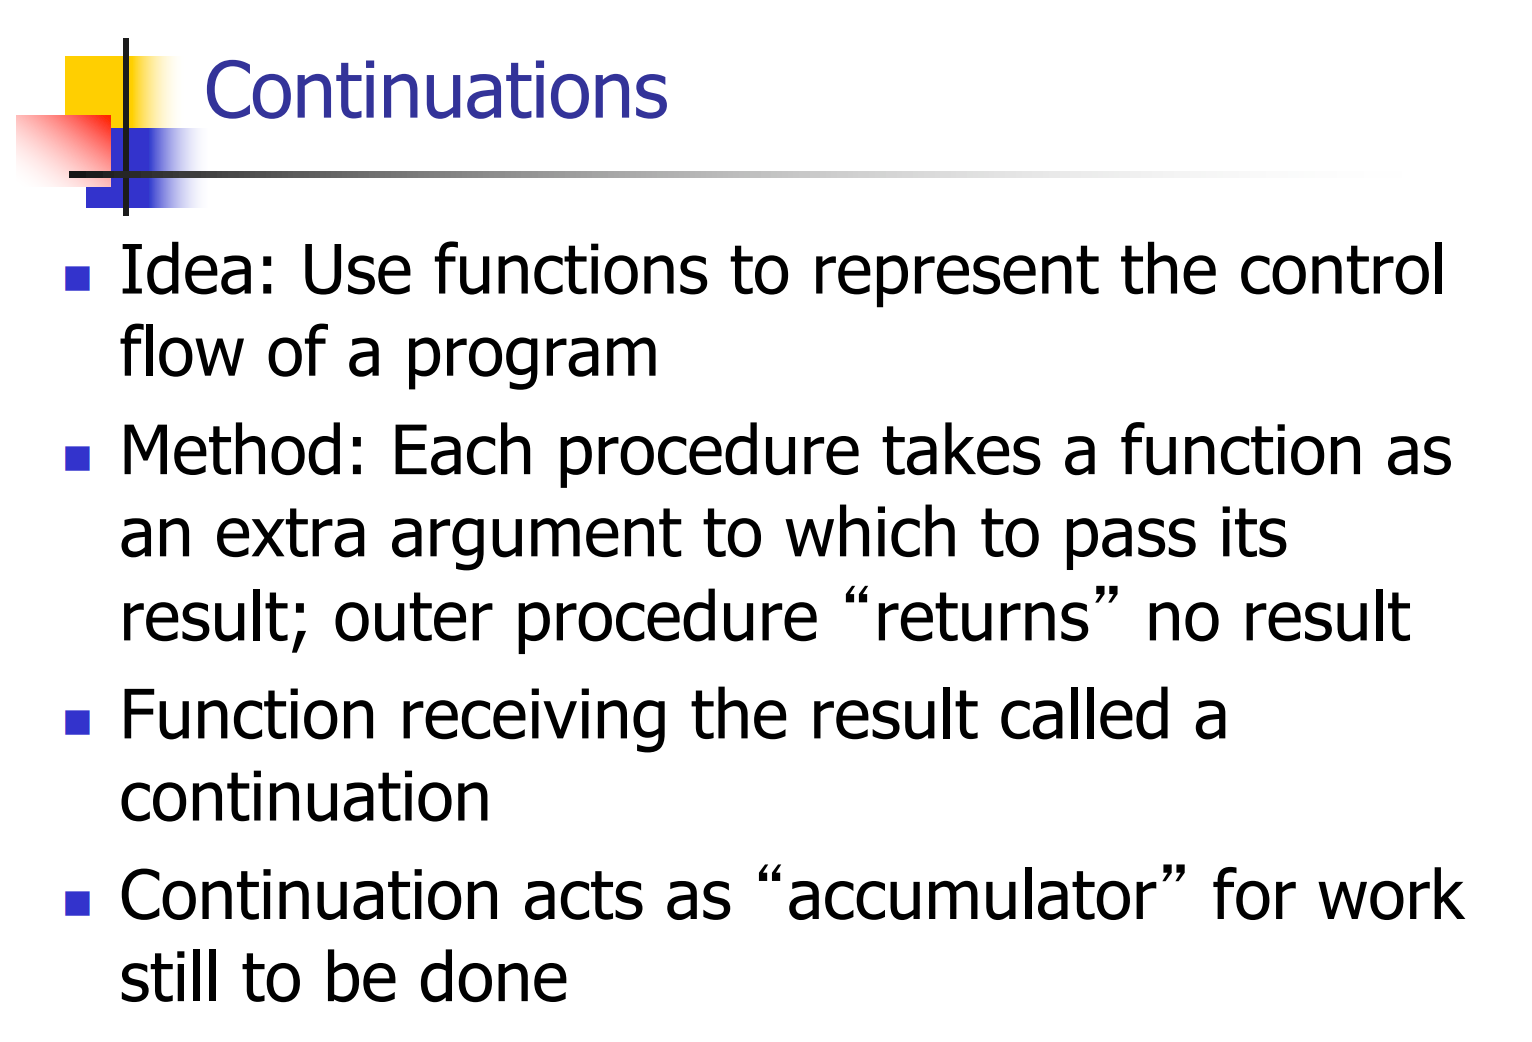 Continuations
Idea: Use functions to represent the control
flow of a program
Method: Each procedure takes a function as
an extra argument to which to pass its
result; outer procedure “returns” no result
Function receiving the result called a
continuation
Continuation acts as “accumulator” for work
still to be done